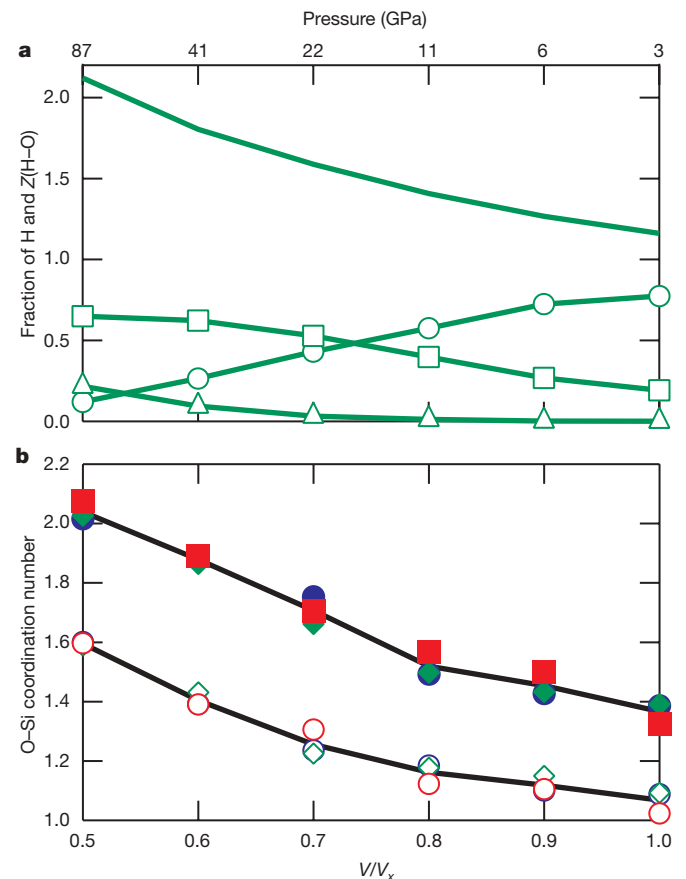 Pressure (GPa)
a
87 41 22 11 6 3
2.0
1.5
1.0
0.5
0.0
Fraction of H and Z(H–O)
b
2.2
2.0
1.8
1.6
1.4
1.2
1.0
O–Si coordination number
0.5 0.6 0.7 0.8 0.9 1.0
V/Vx